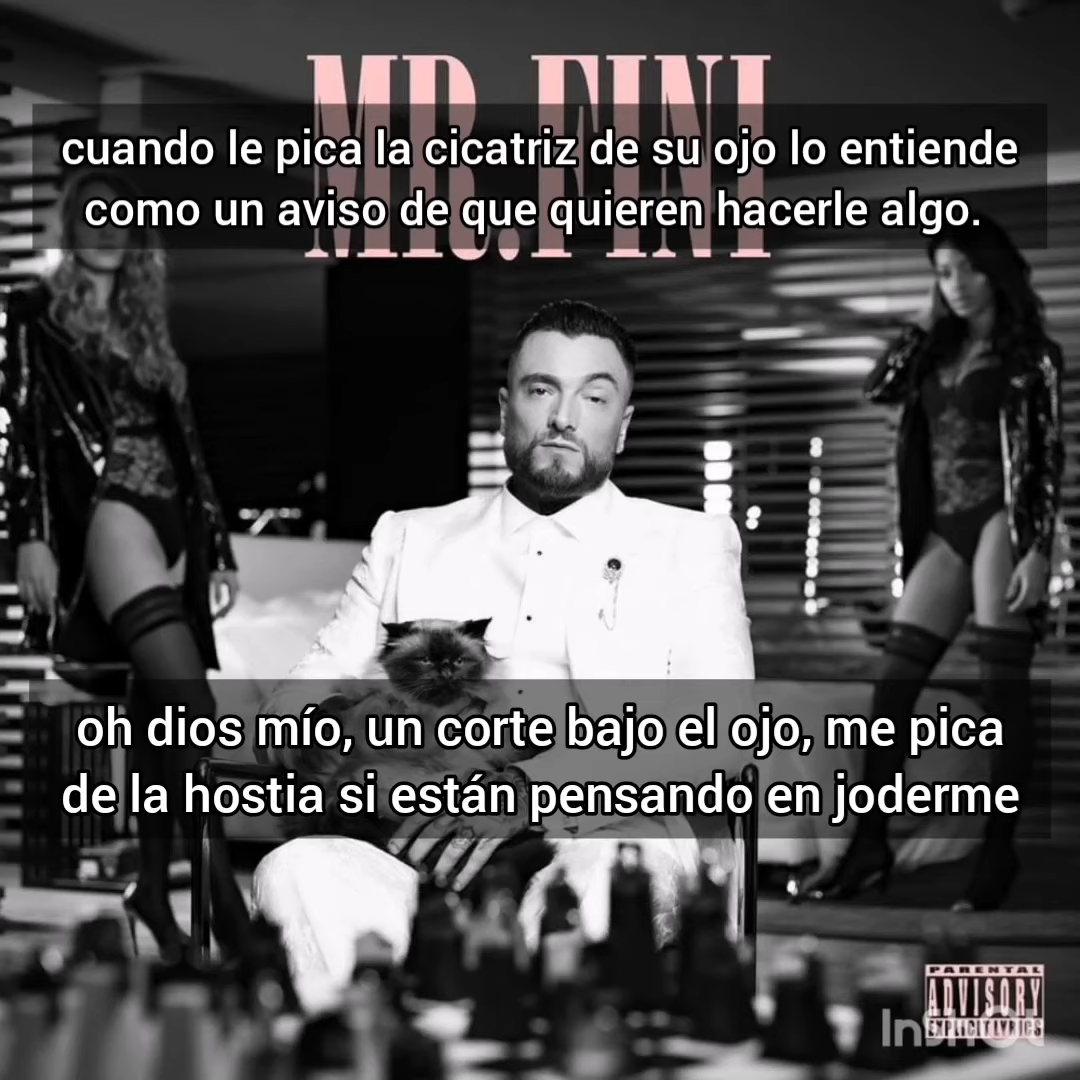 MR.FINI
cuando le pica la cicatriz de su ojo lo entiende
como un aviso de que quieren hacerle algo.
oh dios mío, un corte bajo el ojo, me pica
de la hostia si están pensando en joderme
PARENTAL
ADVISORY
EXPLICIT LYRICS